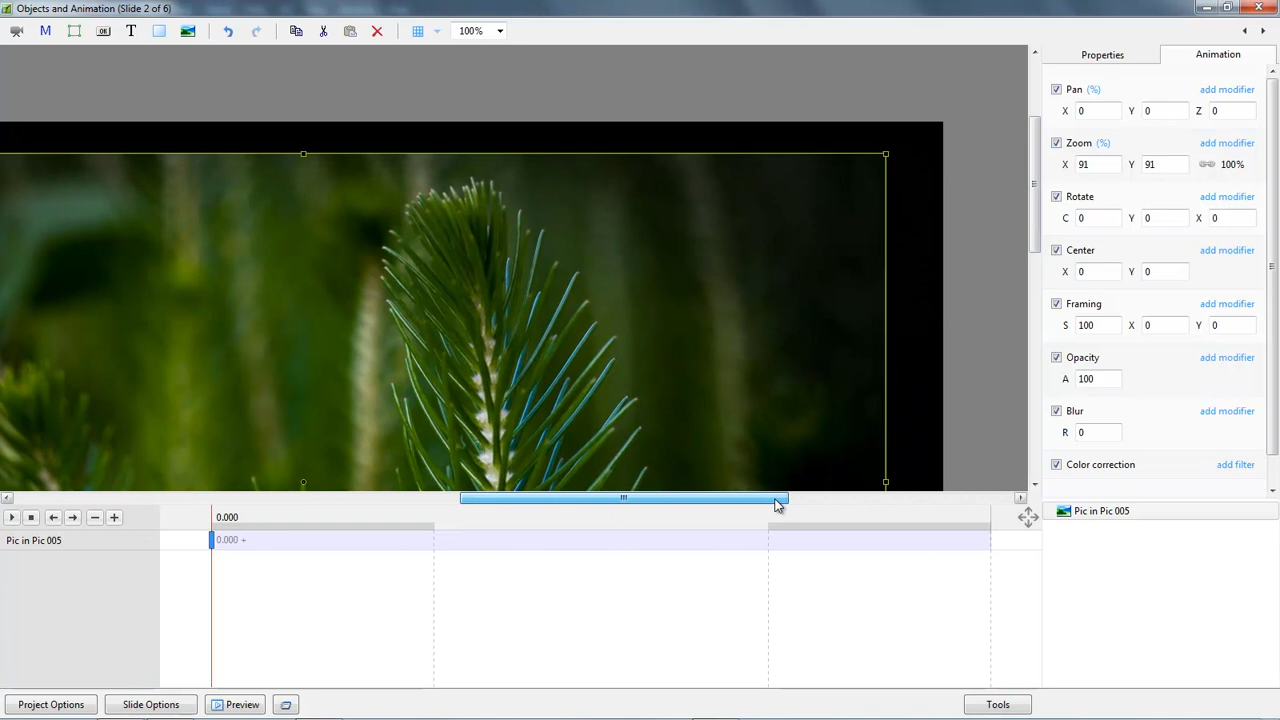 Objects and Animation (Slide 2 of 6)
M OK T 100%
Properties Animation
Pan (%) add modifier
X 0 Y 0 Z 0
Zoom (%) add modifier
X 91 Y 91 100%
Rotate add modifier
C 0 Y 0 X 0
Center add modifier
X 0 Y 0
Framing add modifier
S 100 X 0 Y 0
Opacity add modifier
A 100
Blur add modifier
R 0
Color correction add filter
0.000
Pic in Pic 005
Pic in Pic 005 0.000 +
Project Options Slide Options Preview Tools